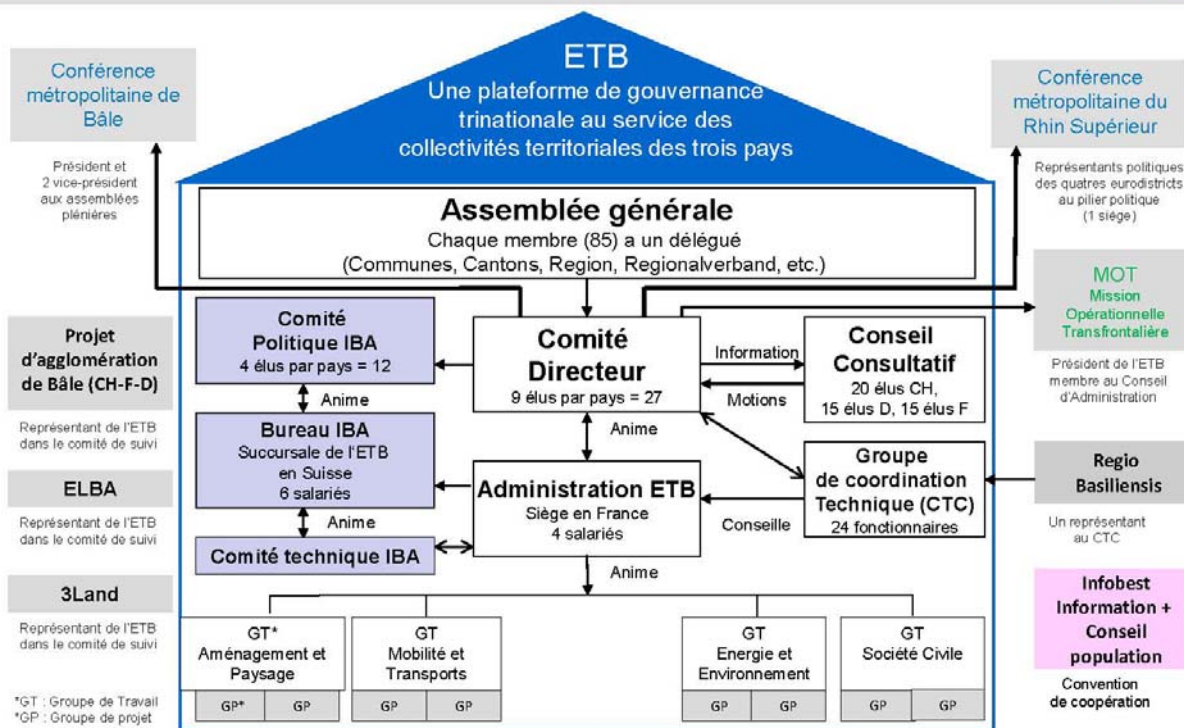 ETB
Une plateforme de gouvernance
trinationale au service des
collectivités territoriales des trois pays
Conférence
métropolitaine de
Bâle
Président et
2 vice-président
aux assemblées
plénières
Conférence
métropolitaine du
Rhin Supérieur
Représentants politiques
des quatres eurodistricts
au pilier politique
(1 siège)
Assemblée générale
Chaque membre (85) a un délégué
(Communes, Cantons, Region, Regionalverband, etc.)
MOT
Mission
Opérationnelle
Transfrontalière
Président de l'ETB
membre au Conseil
d'Administration
Projet
d'agglomération
de Bâle (CH-F-D)
Représentant de l'ETB
dans le comité de suivi
Comité
Politique IBA
4 élus par pays = 12
Comité
Directeur
9 élus par pays = 27
Information
Motions
Conseil
Consultatif
20 élus CH,
15 élus D, 15 élus F
Anime
Anime
Bureau IBA
Succursale de l'ETB
en Suisse
6 salariés
Administration ETB
Siège en France
4 salariés
Conseille
Groupe
de coordination
Technique (CTC)
24 fonctionnaires
Regio
Basiliensis
Un représentant
au CTC
ELBA
Représentant de l'ETB
dans le comité de suivi
Anime
Comité technique IBA
Anime
3Land
Représentant de l'ETB
dans le comité de suivi
GT*
Aménagement et
Paysage
GP* GP
GT
Mobilité et
Transports
GP GP
GT
Energie et
Environnement
GP GP
GT
Société Civile
GP GP
Infobest
Information +
Conseil
population
Convention
de coopération
*GT : Groupe de Travail
*GP : Groupe de projet